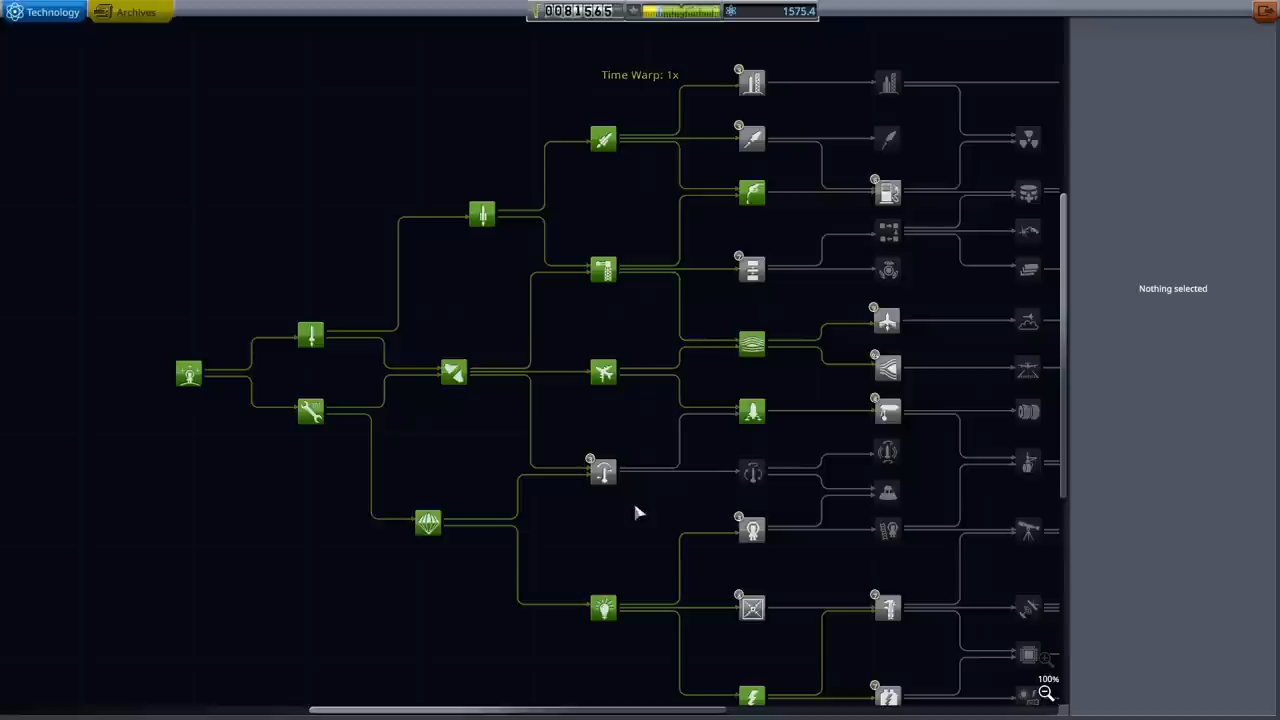 Technology
Archives
0081565
1575.4
Time Warp: 1x
Nothing selected
100%